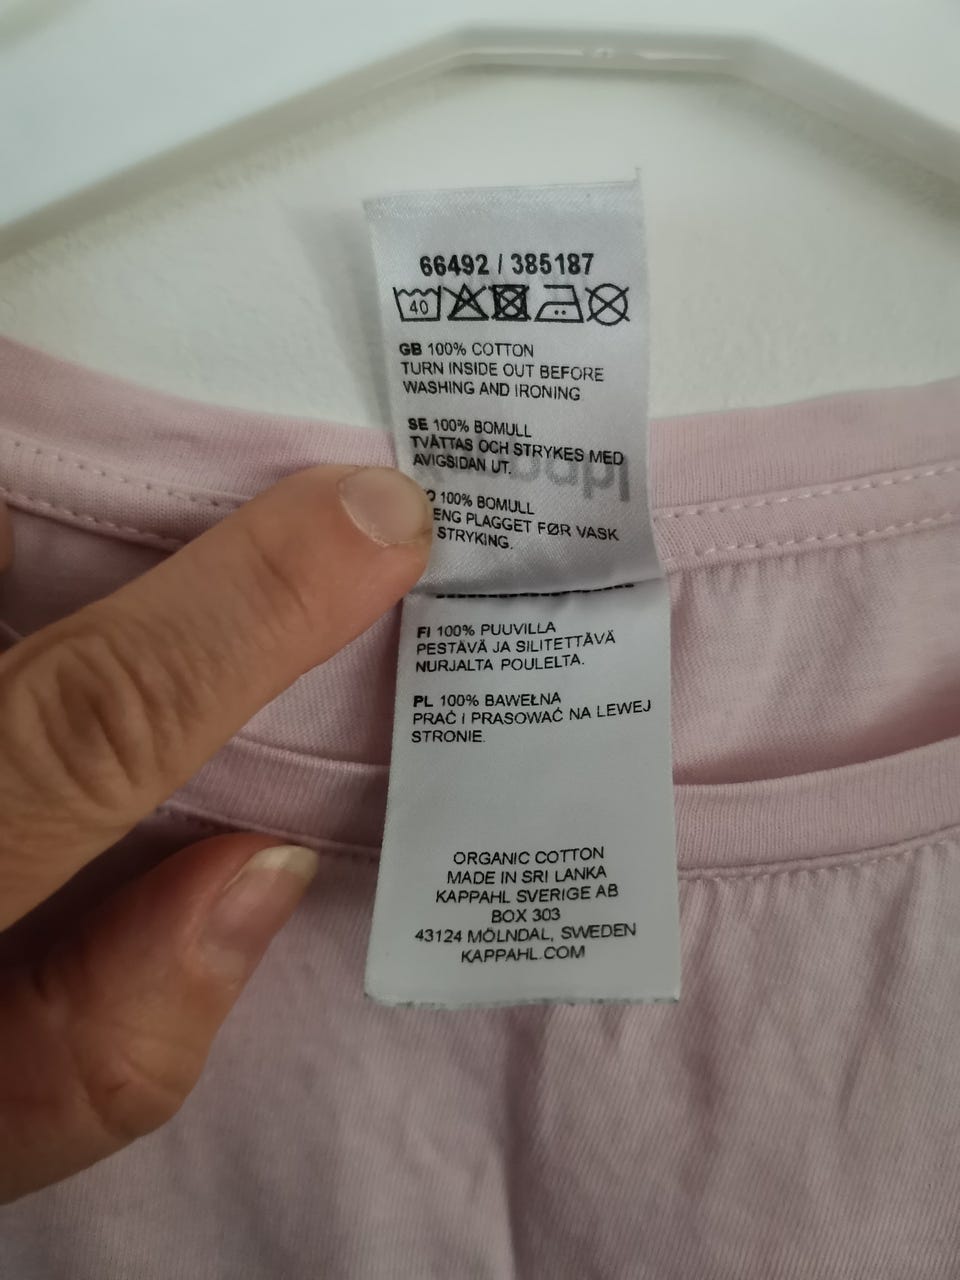 66492 / 385187
40
GB 100% COTTON
TURN INSIDE OUT BEFORE
WASHING AND IRONING
SE 100% BOMULL
TVÄTTAS OCH STRYKES MED
AVIGSIDAN UT.
O 100% BOMULL
ENG PLAGGET FØR VASK
STRYKING.
FI 100% PUUVILLA
PESTÄVÄ JA SILITETTÄVÄ
NURJALTA POULELTA.
PL 100% BAWEŁNA
PRAĆ I PRASOWAĆ NA LEWEJ
STRONIE.
ORGANIC COTTON
MADE IN SRI LANKA
KAPPAHL SVERIGE AB
BOX 303
43124 MÖLNDAL, SWEDEN
KAPPAHL.COM